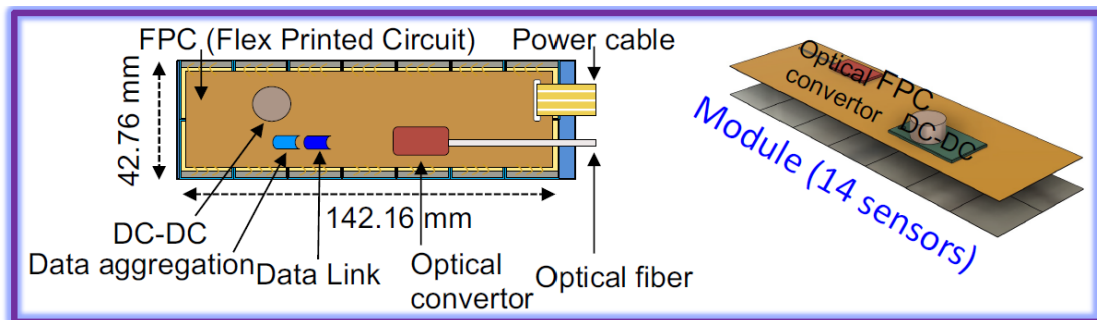 FPC (Flex Printed Circuit)
Power cable
42.76 mm
142.16 mm
DC-DC
Data aggregation
Data Link
Optical
convertor
Optical fiber
Optical
convertor
FPC
DC-DC
Module (14 sensors)